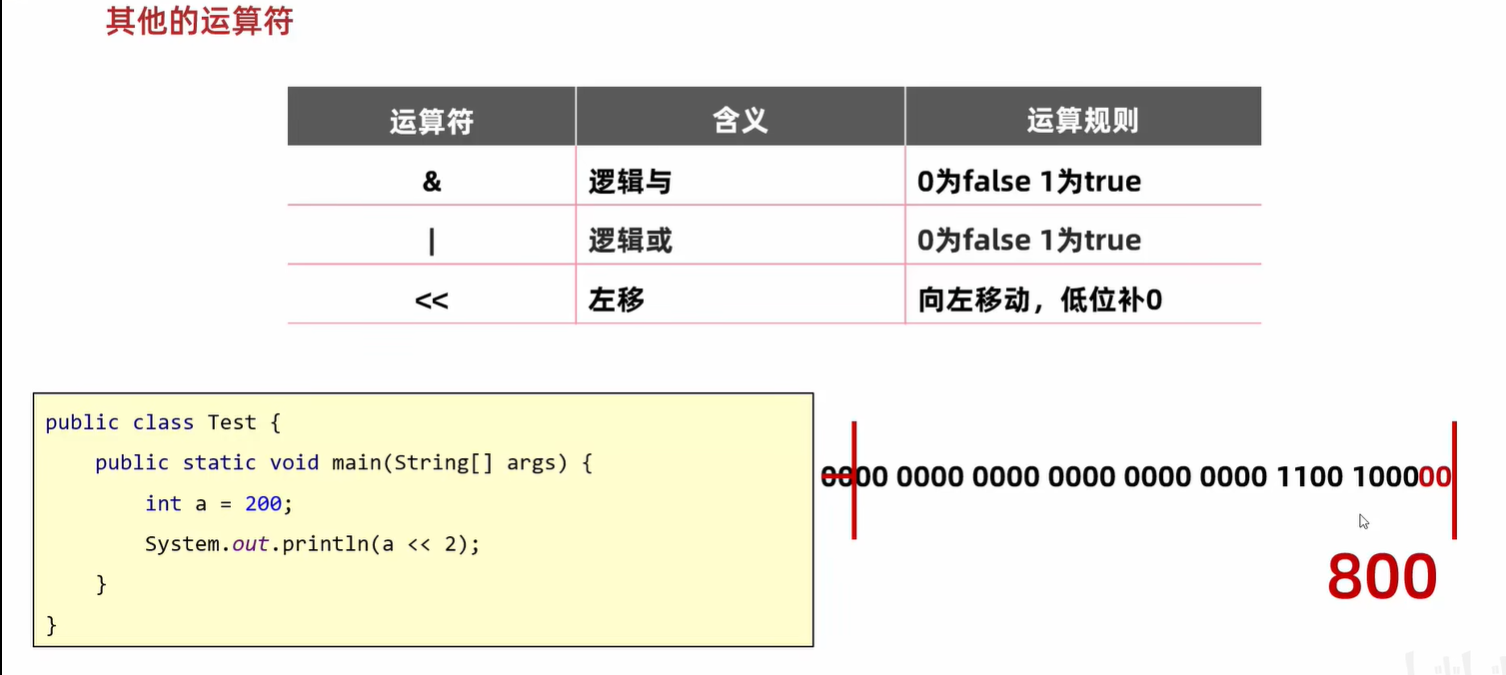 其他的运算符
运算符 含义 运算规则
& 逻辑与 0为false 1为true
| 逻辑或 0为false 1为true
<< 左移 向左移动，低位补0
public class Test {
public static void main(String[] args) {
int a = 200;
System.out.println(a << 2);
}
}
0000 0000 0000 0000 0000 0000 1100 100000
800